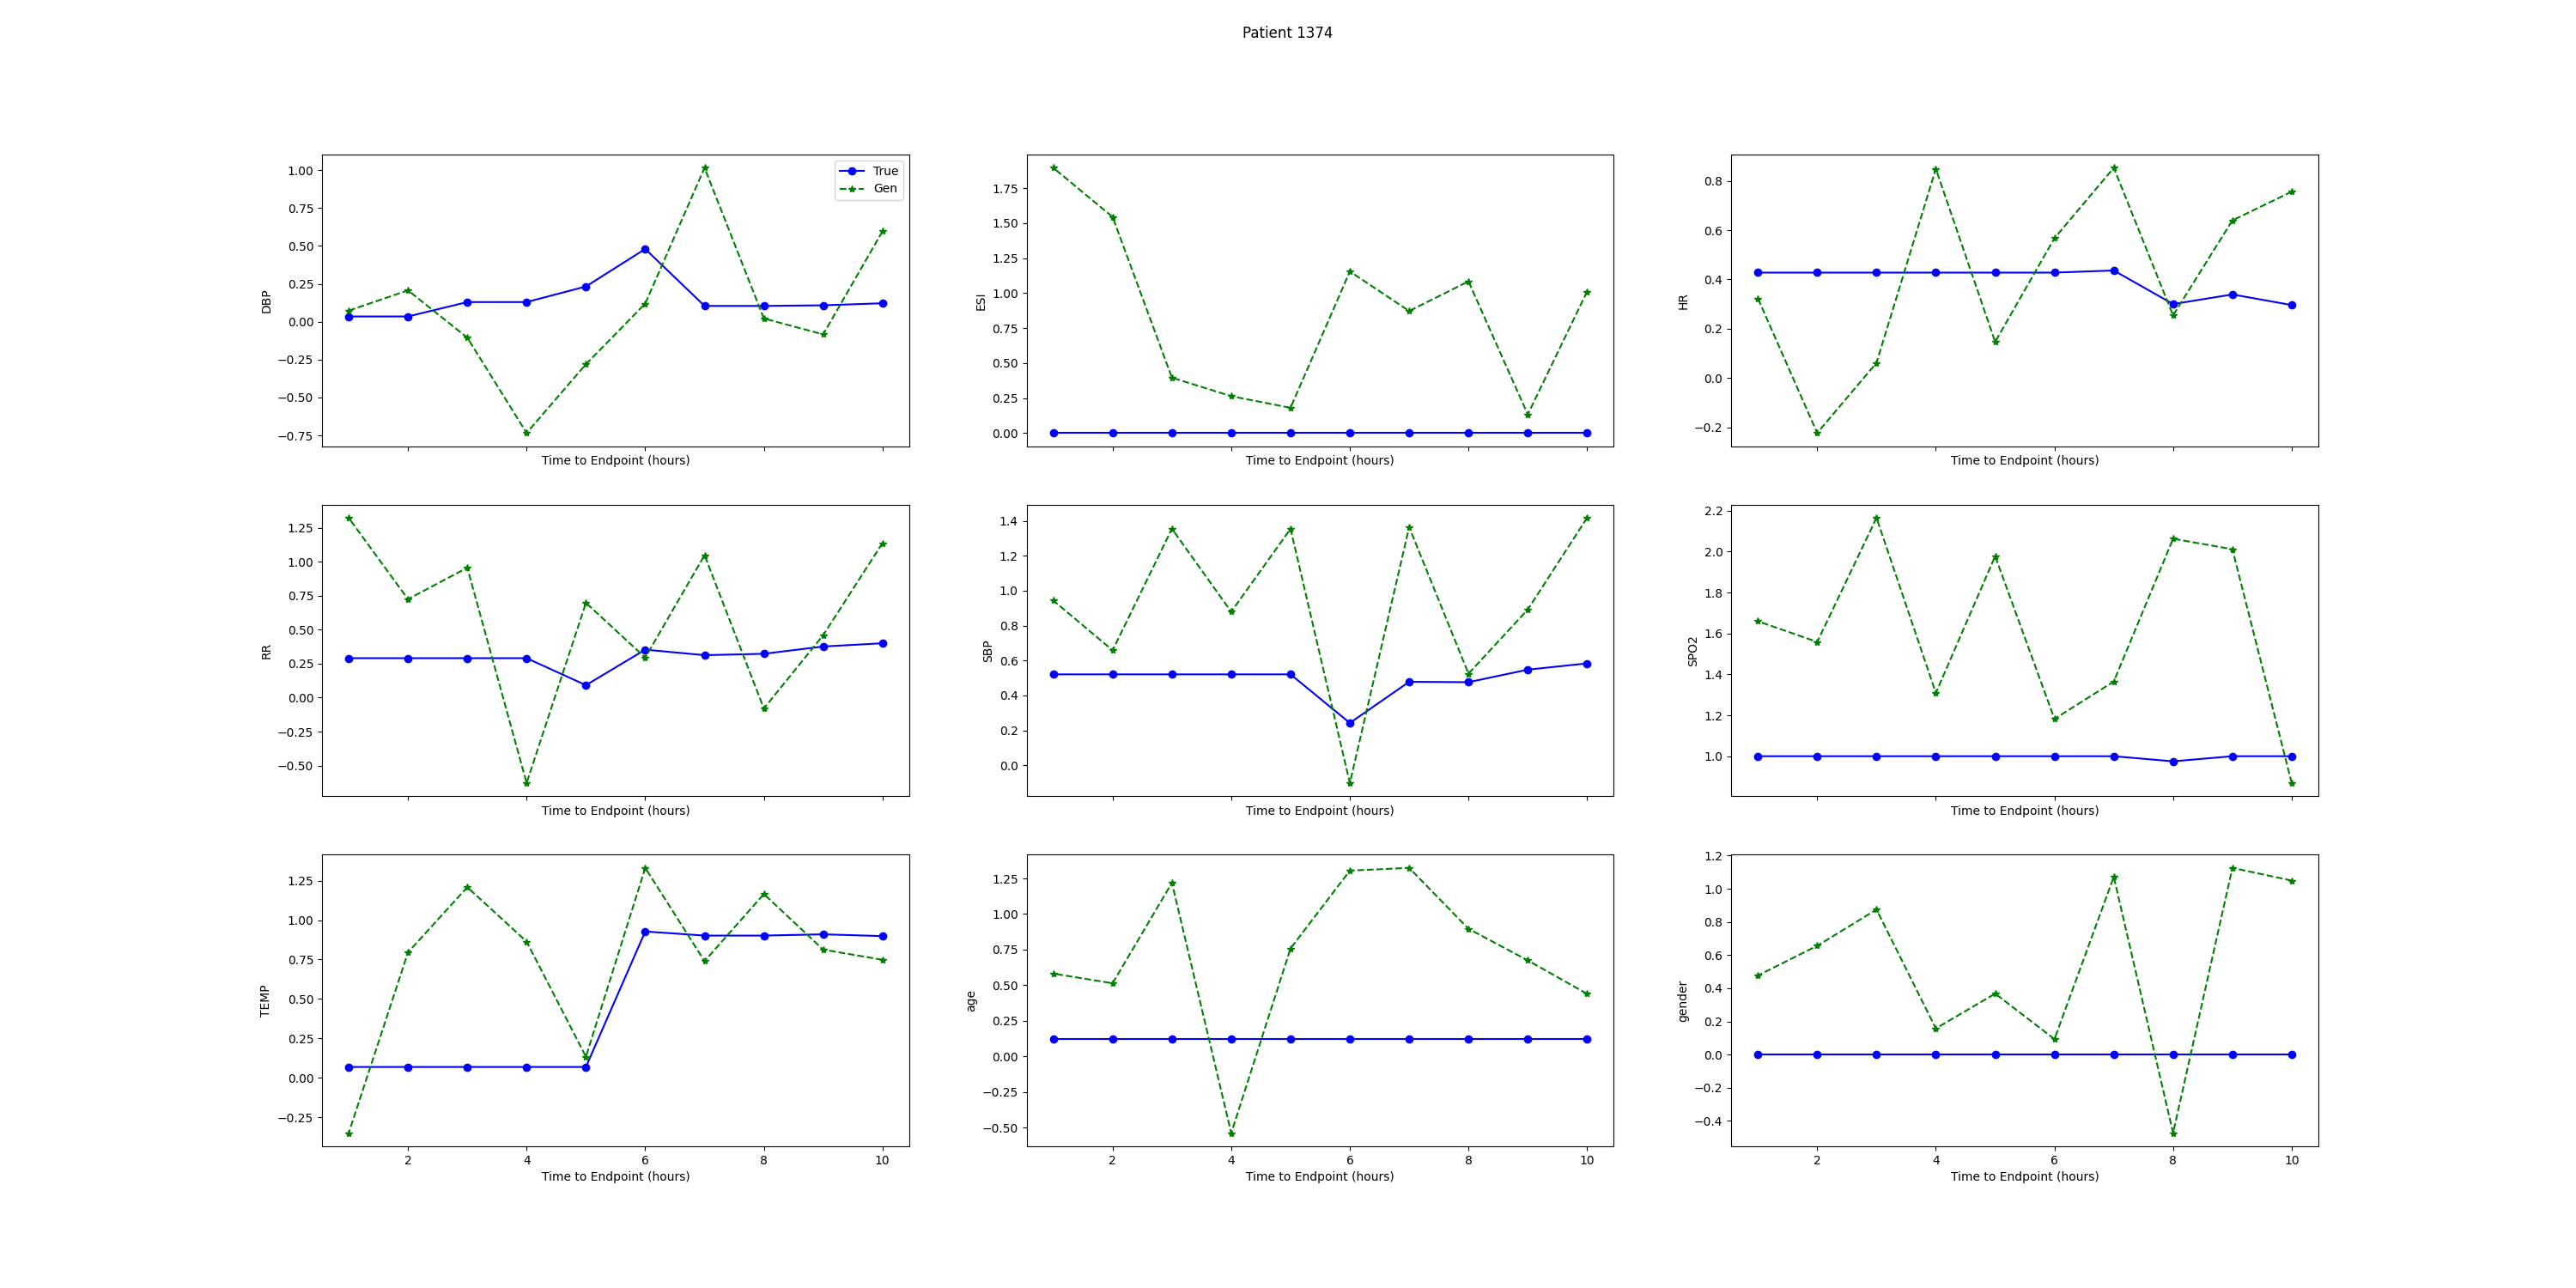 Patient 1374
1.00
0.75
0.50
0.25
0.00
−0.25
−0.50
−0.75
DBP
True
Gen
Time to Endpoint (hours)
1.75
1.50
1.25
1.00
0.75
0.50
0.25
0.00
ESI
Time to Endpoint (hours)
0.8
0.6
0.4
0.2
0.0
−0.2
HR
Time to Endpoint (hours)
1.25
1.00
0.75
0.50
0.25
0.00
−0.25
−0.50
RR
Time to Endpoint (hours)
1.4
1.2
1.0
0.8
0.6
0.4
0.2
0.0
SBP
Time to Endpoint (hours)
2.2
2.0
1.8
1.6
1.4
1.2
1.0
SPO2
Time to Endpoint (hours)
1.25
1.00
0.75
0.50
0.25
0.00
−0.25
TEMP
2 4 6 8 10
Time to Endpoint (hours)
1.25
1.00
0.75
0.50
0.25
0.00
−0.25
−0.50
age
2 4 6 8 10
Time to Endpoint (hours)
1.2
1.0
0.8
0.6
0.4
0.2
0.0
−0.2
−0.4
gender
2 4 6 8 10
Time to Endpoint (hours)